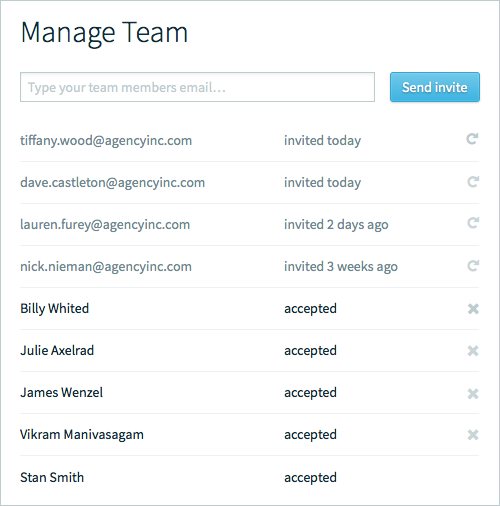 Manage Team
Type your team members email… Send invite
tiffany.wood@agencyinc.com invited today
dave.castleton@agencyinc.com invited today
lauren.furey@agencyinc.com invited 2 days ago
nick.nieman@agencyinc.com invited 3 weeks ago
Billy Whited accepted
Julie Axelrad accepted
James Wenzel accepted
Vikram Manivasagam accepted
Stan Smith accepted